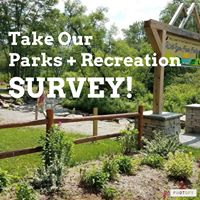 Take Our
Parks + Recreation
SURVEY!